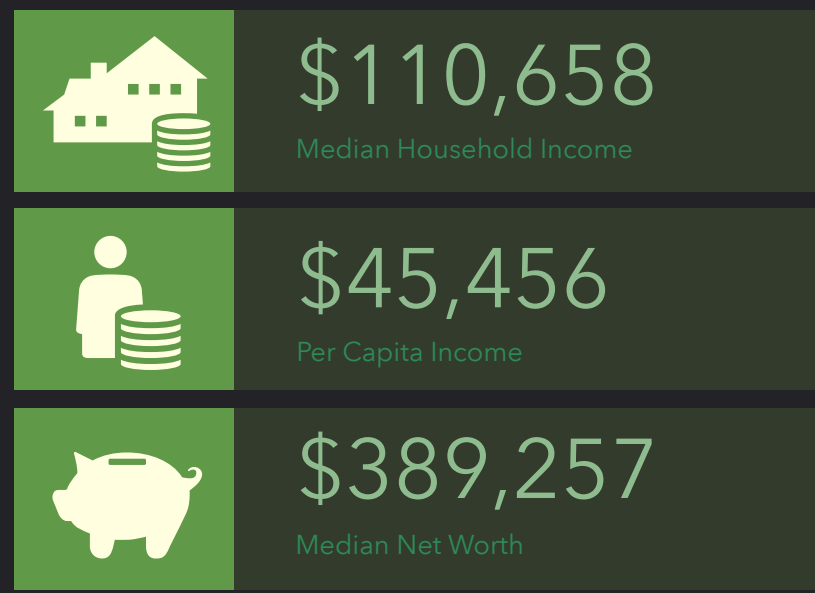 $110,658
Median Household Income
$45,456
Per Capita Income
$389,257
Median Net Worth